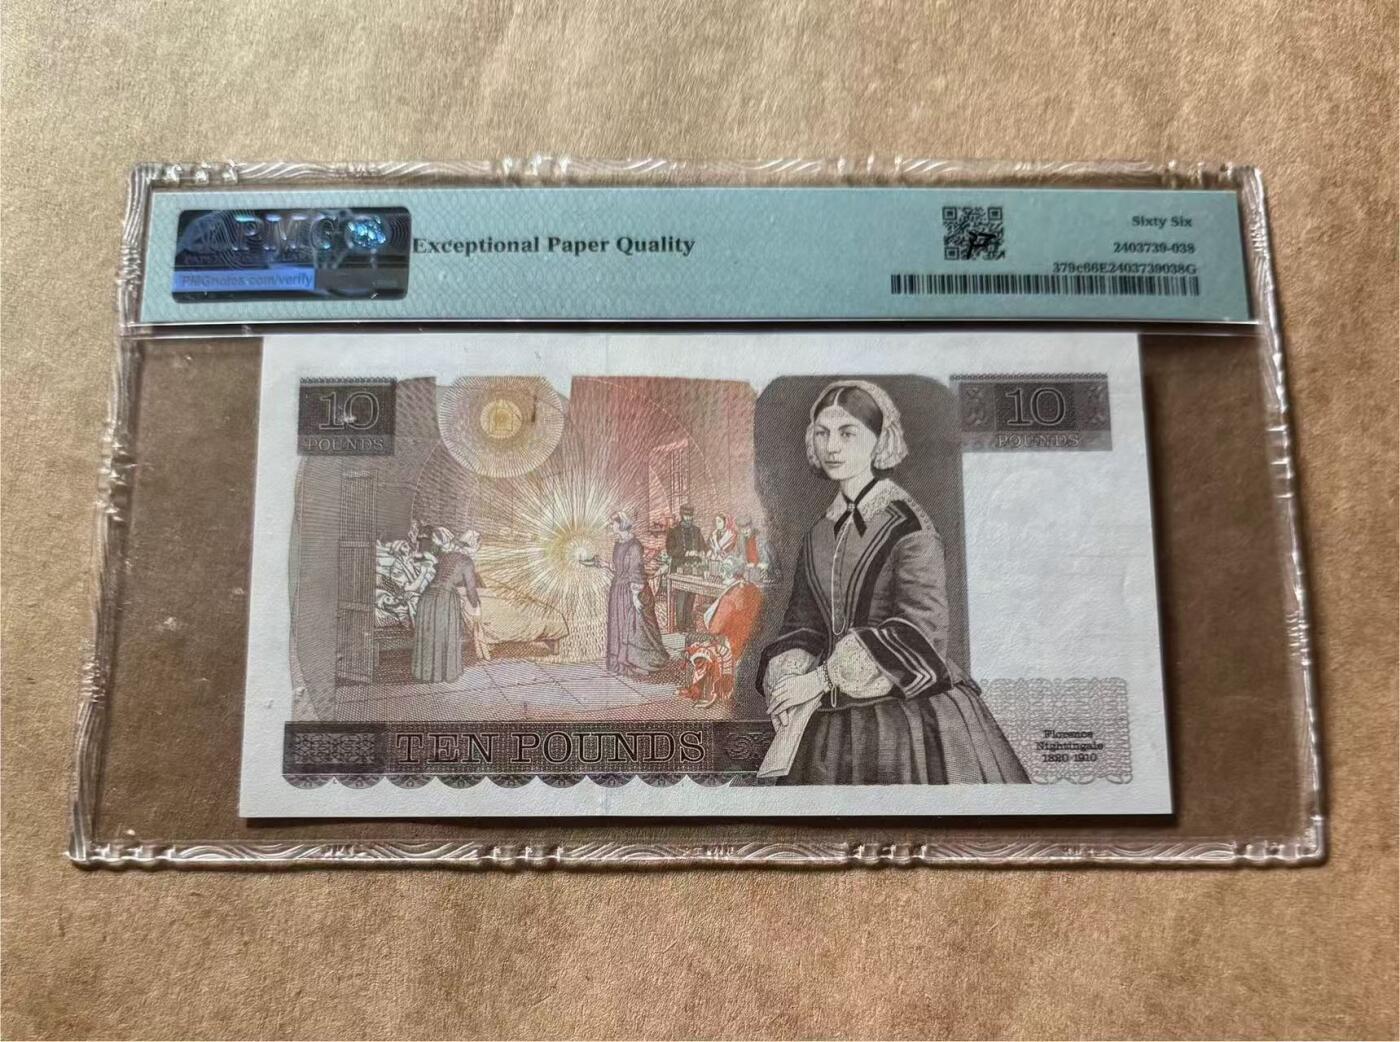 PMG
PMGnotes.com/verify
Exceptional Paper Quality
Sixty Six
2403739-038
379c66E2403739038G
10
POUNDS
10
POUNDS
TEN POUNDS
Florence
Nightingale
1820-1910